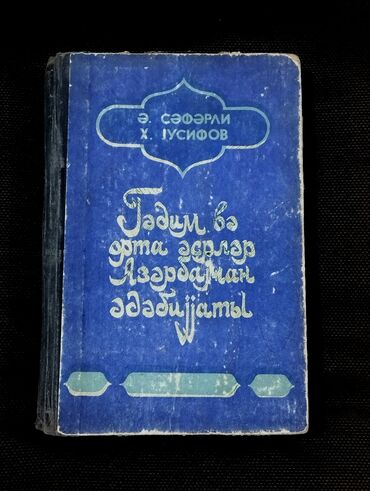 Ә. СӘФӘРЛИ
Х. ЈУСИФОВ
Гәдим вә
орта әсрләр
Азәрбајҹан
әдәбијјаты